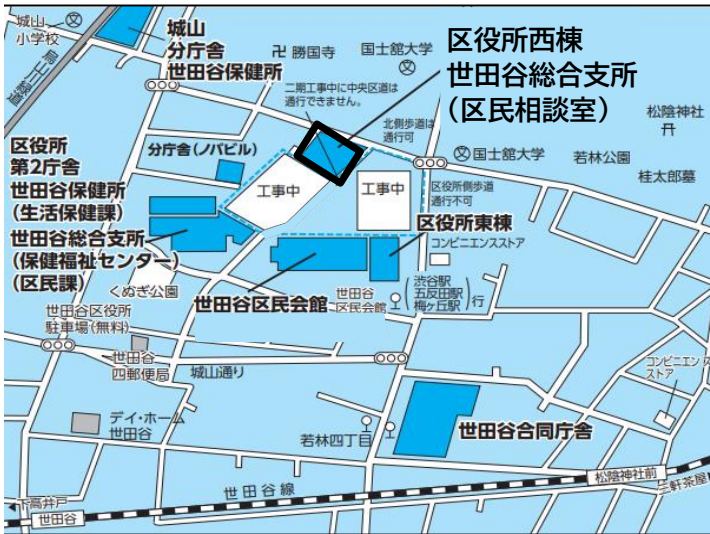 城山
小学校
烏山川緑道
城山
分庁舎
世田谷保健所
勝国寺
国士舘大学
二期工事中に中央区道は
通行できません。
区役所西棟
世田谷総合支所
(区民相談室)
北側歩道は
通行可
松陰神社
国士舘大学
若林公園
桂太郎墓
区役所
第2庁舎
世田谷保健所
(生活保健課)
世田谷総合支所
(保健福祉センター)
(区民課)
分庁舎(ノバビル)
工事中
工事中
区役所側歩道
通行不可
区役所東棟
コンビニエンスストア
くぬぎ公園
世田谷区民会館
世田谷
区民会館
(渋谷駅
五反田駅
梅ヶ丘駅)行
世田谷区役所
駐車場(無料)
世田谷
四郵便局
城山通り
コンビニエンス
ストア
デイ・ホーム
世田谷
若林四丁目
世田谷合同庁舎
世田谷線
松陰神社前
三軒茶屋
下高井戸
世田谷